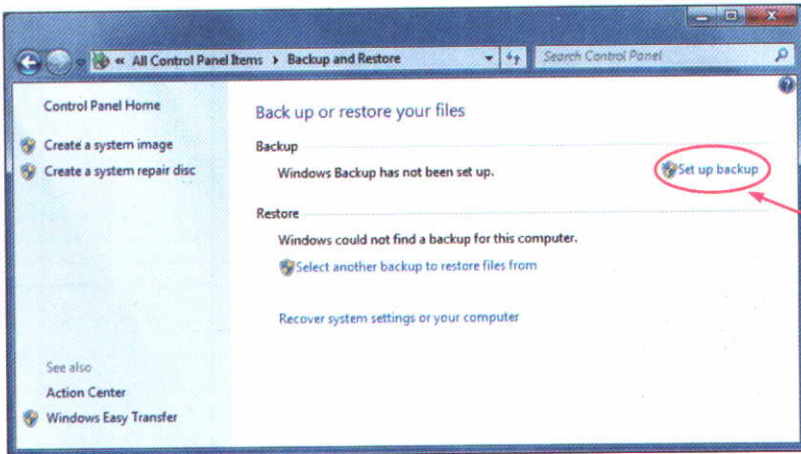 « All Control Panel Items › Backup and Restore
Search Control Panel
Control Panel Home
Create a system image
Create a system repair disc
Back up or restore your files
Backup
Windows Backup has not been set up.
Set up backup
Restore
Windows could not find a backup for this computer.
Select another backup to restore files from
Recover system settings or your computer
See also
Action Center
Windows Easy Transfer